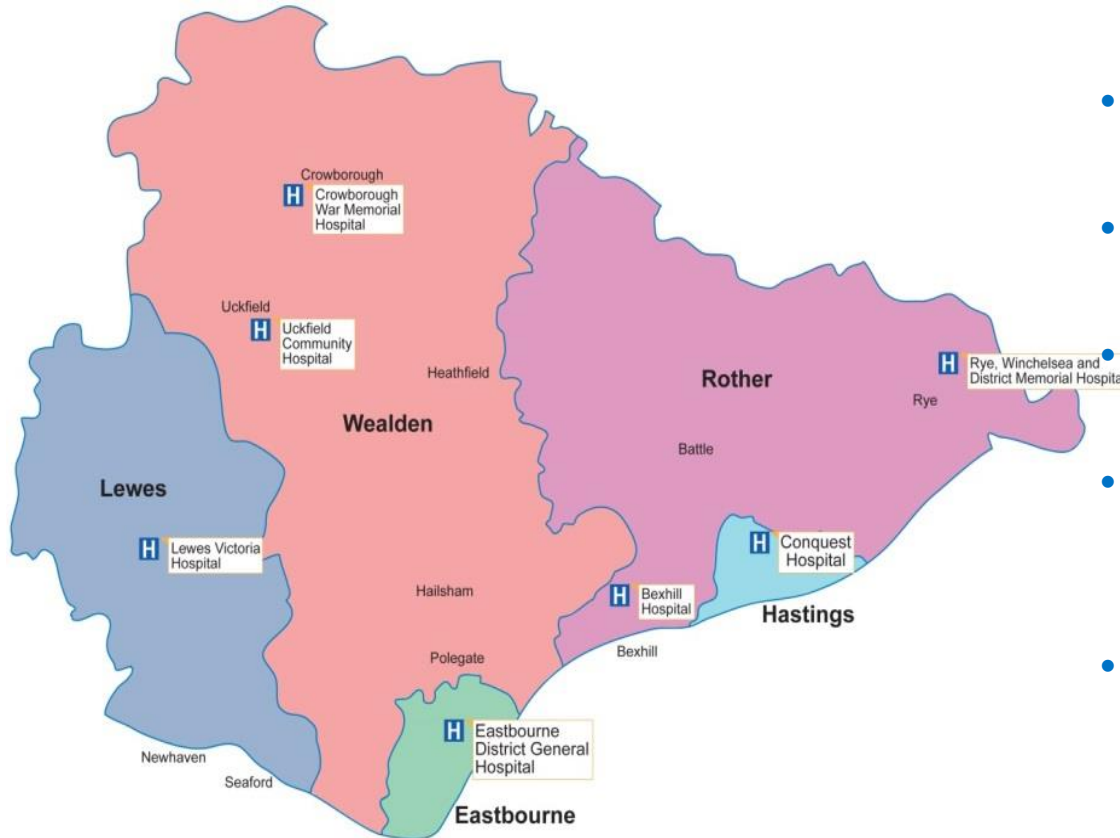 Crowborough
H
Crowborough
War Memorial
Hospital
Uckfield
H
Uckfield
Community
Hospital
Heathfield
Rother
H
Rye, Winchelsea and
District Memorial Hospita
Rye
Wealden
Battle
Lewes
H
Lewes Victoria
Hospital
H
Conquest
Hospital
Hailsham
H
Bexhill
Hospital
Hastings
Bexhill
Polegate
H
Eastbourne
District General
Hospital
Newhaven
Seaford
Eastbourne